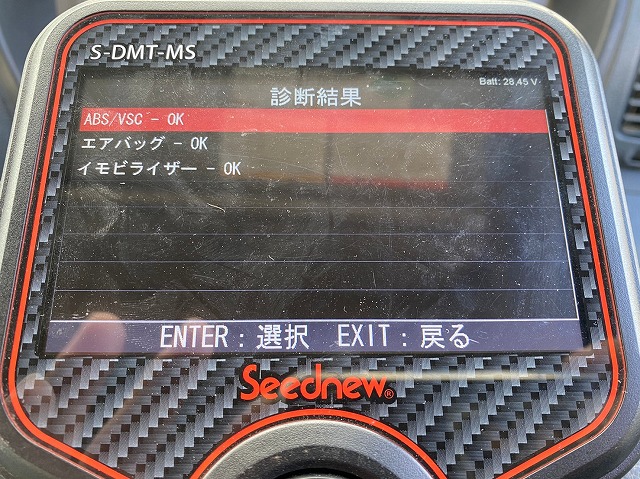 S-DMT-MS
Batt: 28.45 V
診断結果
ABS/VSC - OK
エアバッグ - OK
イモビライザー - OK
ENTER : 選択 EXIT : 戻る
Seednew®